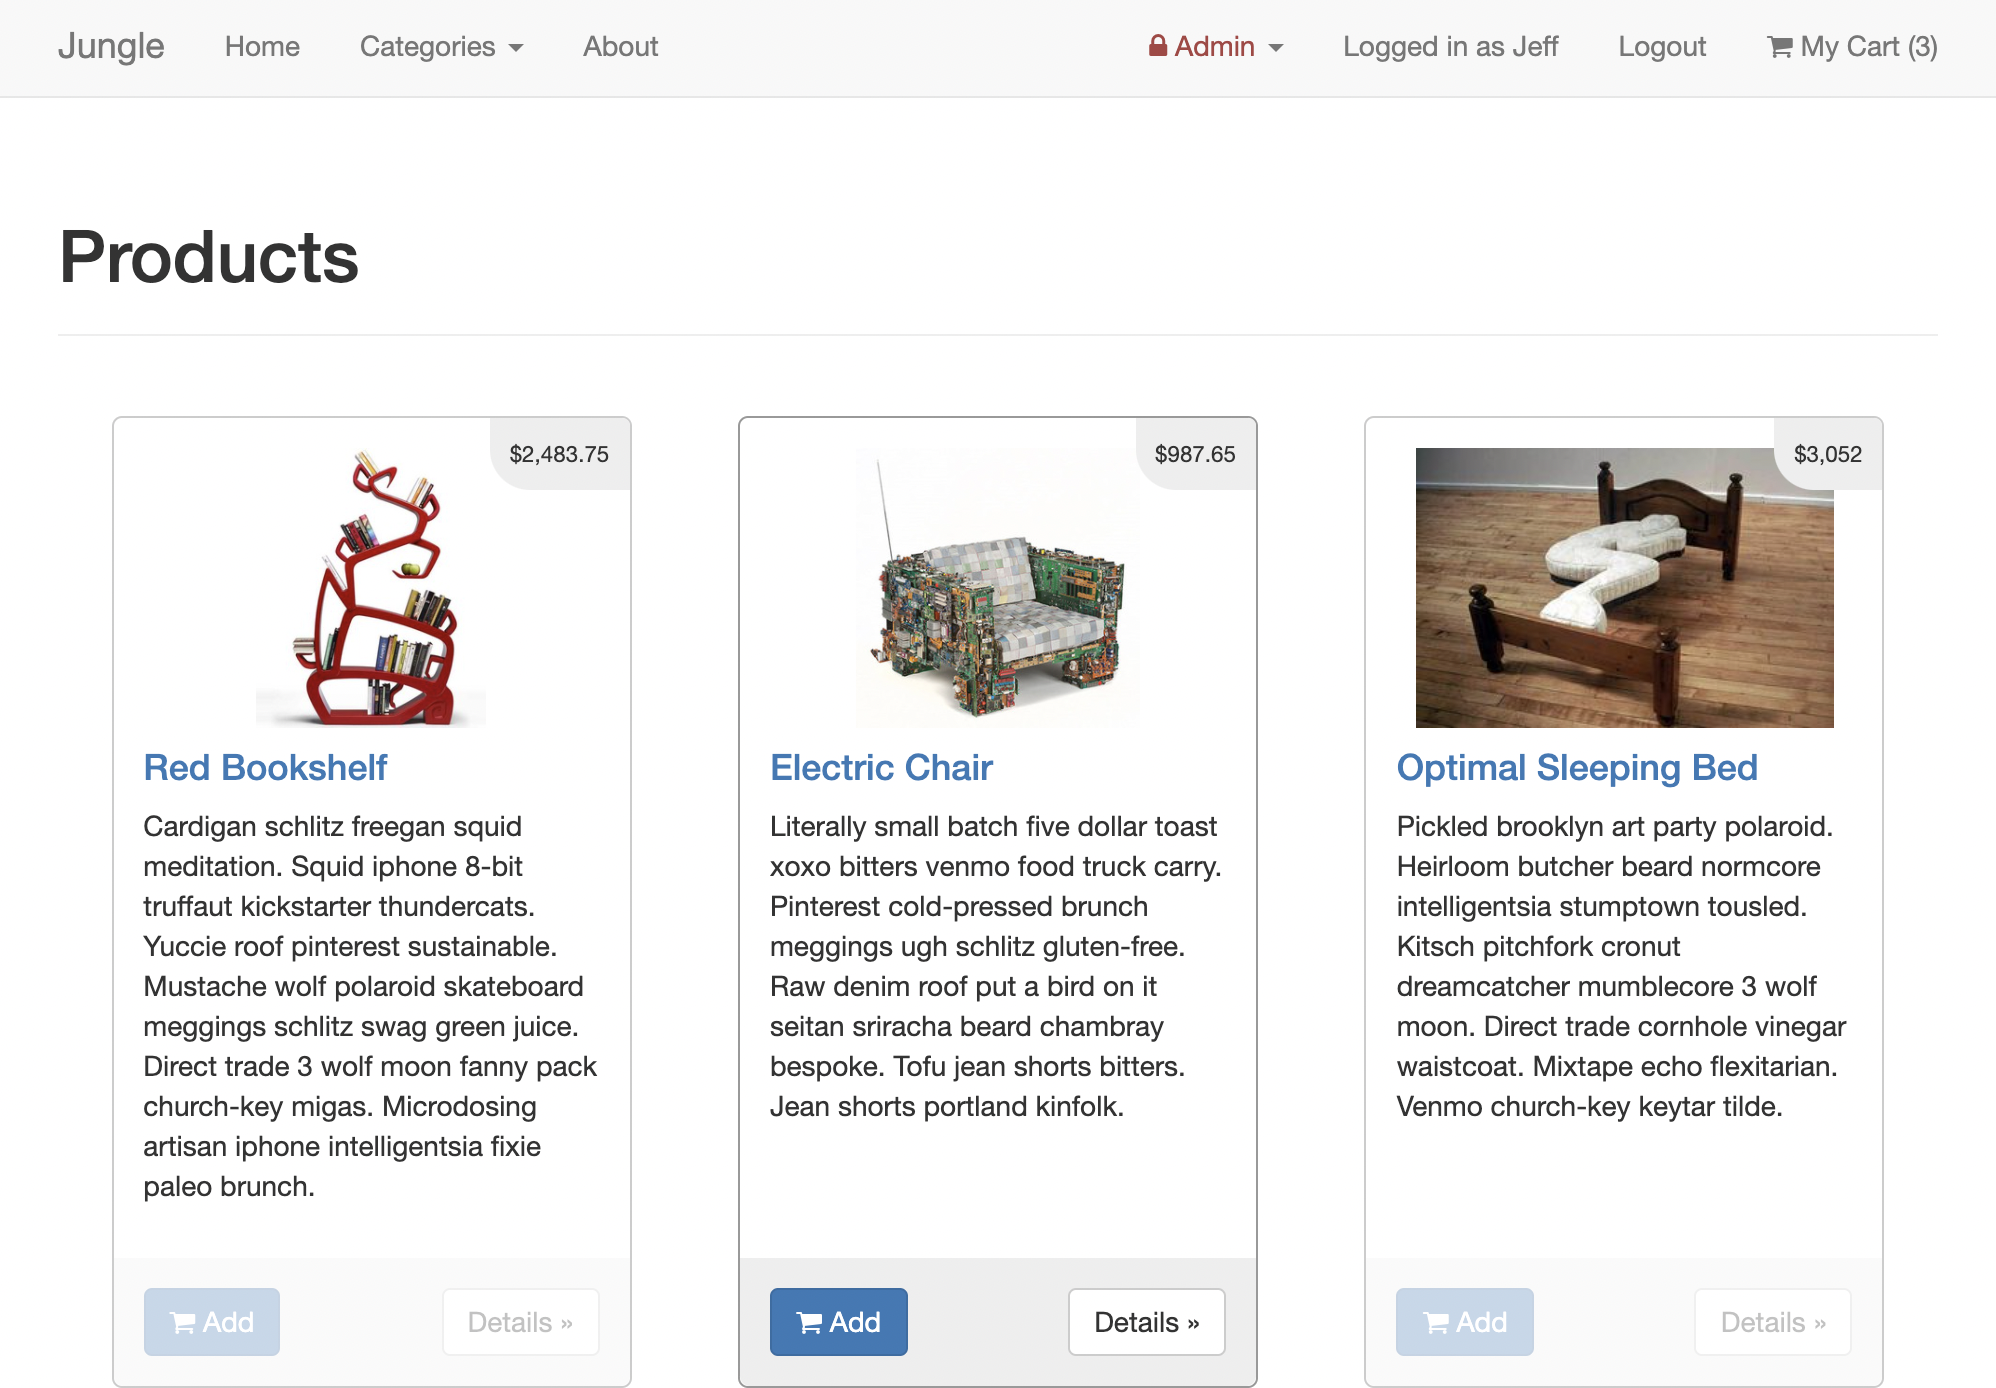 Jungle Home Categories About Admin Logged in as Jeff Logout My Cart (3)
Products
$2,483.75
Red Bookshelf
Cardigan schlitz freegan squid
meditation. Squid iphone 8-bit
truffaut kickstarter thundercats.
Yuccie roof pinterest sustainable.
Mustache wolf polaroid skateboard
meggings schlitz swag green juice.
Direct trade 3 wolf moon fanny pack
church-key migas. Microdosing
artisan iphone intelligentsia fixie
paleo brunch.
Add Details »
$987.65
Electric Chair
Literally small batch five dollar toast
xoxo bitters venmo food truck carry.
Pinterest cold-pressed brunch
meggings ugh schlitz gluten-free.
Raw denim roof put a bird on it
seitan sriracha beard chambray
bespoke. Tofu jean shorts bitters.
Jean shorts portland kinfolk.
Add Details »
$3,052
Optimal Sleeping Bed
Pickled brooklyn art party polaroid.
Heirloom butcher beard normcore
intelligentsia stumptown tousled.
Kitsch pitchfork cronut
dreamcatcher mumblecore 3 wolf
moon. Direct trade cornhole vinegar
waistcoat. Mixtape echo flexitarian.
Venmo church-key keytar tilde.
Add Details »